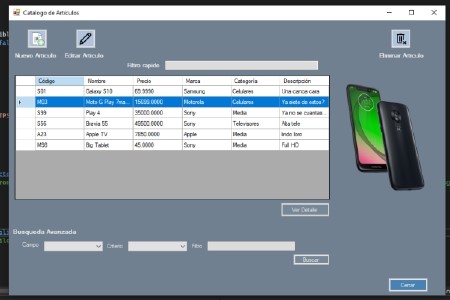 Catálogo de Artículos
Nuevo Artículo Editar Artículo Eliminar Artículo
Filtro rapido
Código Nombre Precio Marca Categoría Descripción
S01 Galaxy S10 69.9990 Samsung Celulares Una canoa cara
M03 Moto G Play 7ma... 15699.0000 Motorola Celulares Ya siete de estos?
S99 Play 4 35000.0000 Sony Media Ya no se cuantas...
S56 Bravia 55 49500.0000 Sony Televisores Alta tele
A23 Apple TV 7850.0000 Apple Media lindo loro
MSB Big Tablet 45.0000 Sony Media Full HD
Ver Detalle
Busqueda Avanzada
Campo Criterio Filtro
Buscar
Cerrar